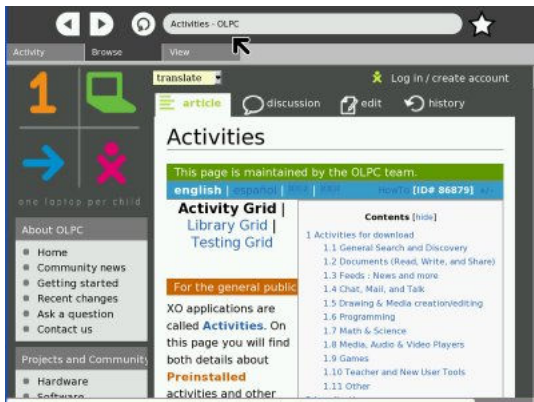 Activities - OLPC
Activity Browse View
translate
Log in / create account
article discussion edit history
1
one laptop per child
Activities
This page is maintained by the OLPC team.
english | español | | HowTo [ID# 86879] +/-
Activity Grid |
Library Grid |
Testing Grid
For the general public
XO applications are
called Activities. On
this page you will find
both details about
Preinstalled
activities and other
Contents [hide]
1 Activities for download
1.1 General Search and Discovery
1.2 Documents (Read, Write, and Share)
1.3 Feeds : News and more
1.4 Chat, Mail, and Talk
1.5 Drawing & Media creation/editing
1.6 Programming
1.7 Math & Science
1.8 Media, Audio & Video Players
1.9 Games
1.10 Teacher and New User Tools
1.11 Other
About OLPC
Home
Community news
Getting started
Recent changes
Ask a question
Contact us
Projects and Community
Hardware
Software